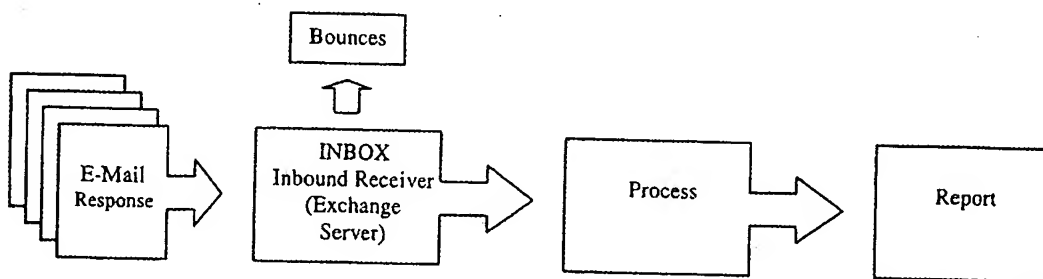 Bounces
E-Mail
Response
INBOX
Inbound Receiver
(Exchange
Server)
Process
Report